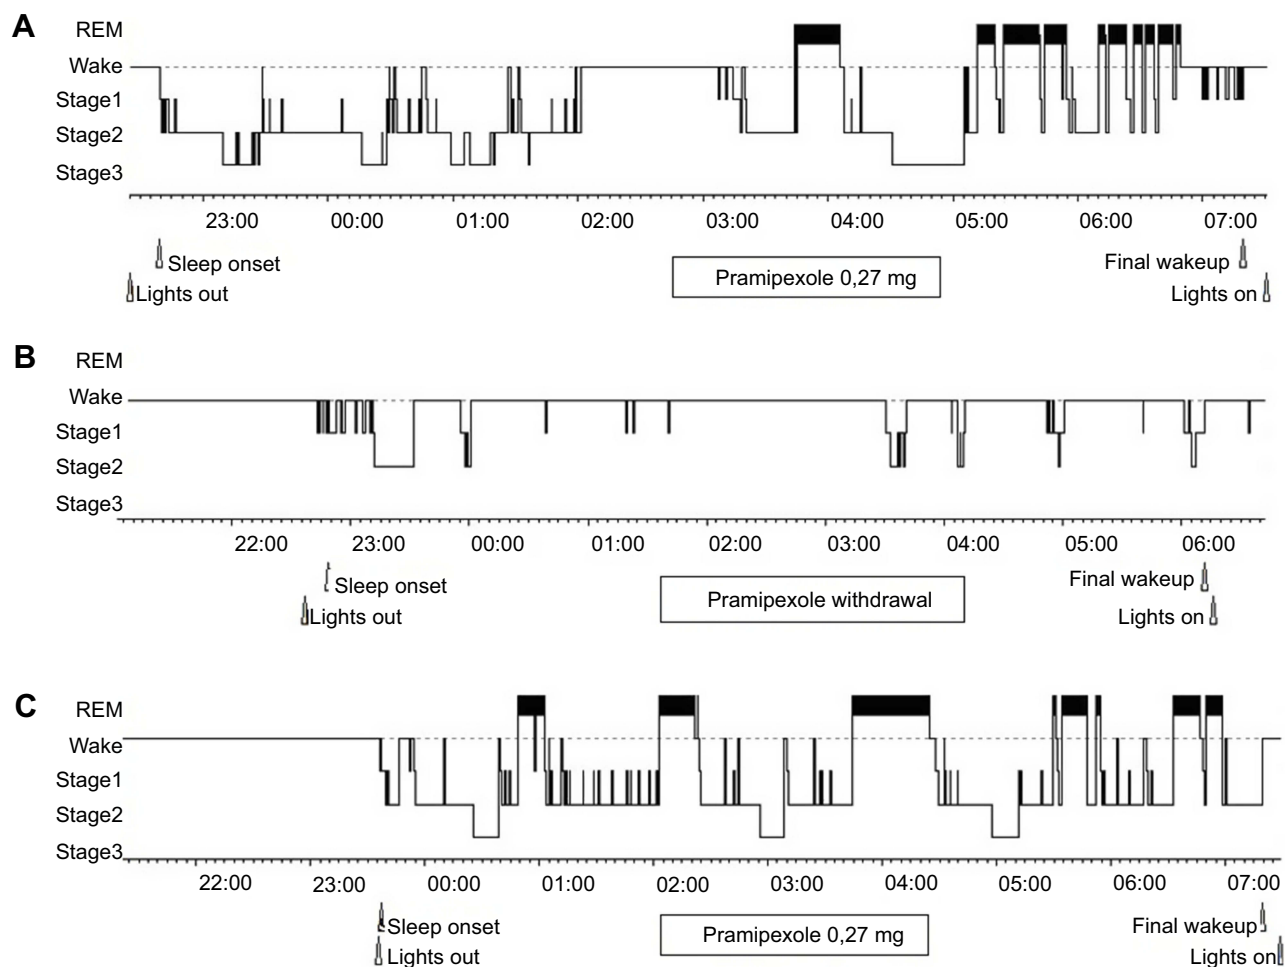 A
REM
Wake
Stage1
Stage2
Stage3
23:00 00:00 01:00 02:00 03:00 04:00 05:00 06:00 07:00
Sleep onset Final wakeup
Lights out Pramipexole 0,27 mg Lights on
B
REM
Wake
Stage1
Stage2
Stage3
22:00 23:00 00:00 01:00 02:00 03:00 04:00 05:00 06:00
Sleep onset Final wakeup
Lights out Pramipexole withdrawal Lights on
C
REM
Wake
Stage1
Stage2
Stage3
22:00 23:00 00:00 01:00 02:00 03:00 04:00 05:00 06:00 07:00
Sleep onset Final wakeup
Lights out Pramipexole 0,27 mg Lights on